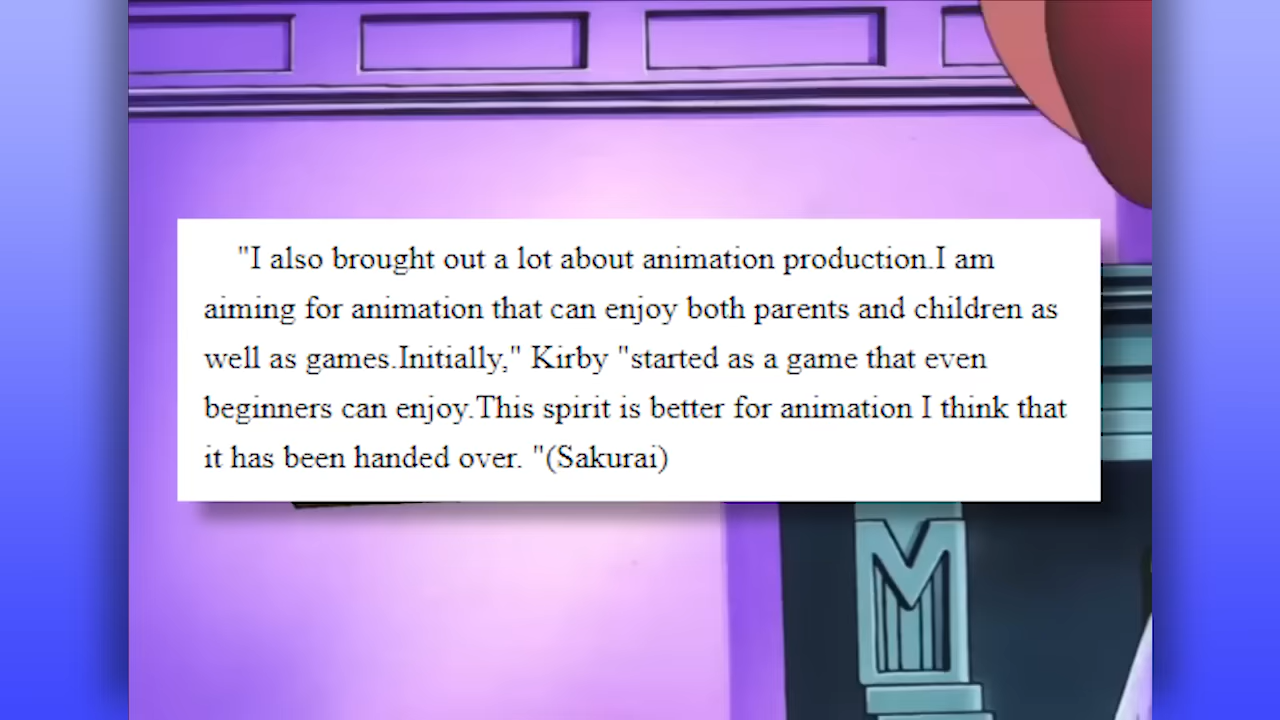 "I also brought out a lot about animation production.I am
aiming for animation that can enjoy both parents and children as
well as games.Initially," Kirby "started as a game that even
beginners can enjoy.This spirit is better for animation I think that
it has been handed over. "(Sakurai)
M